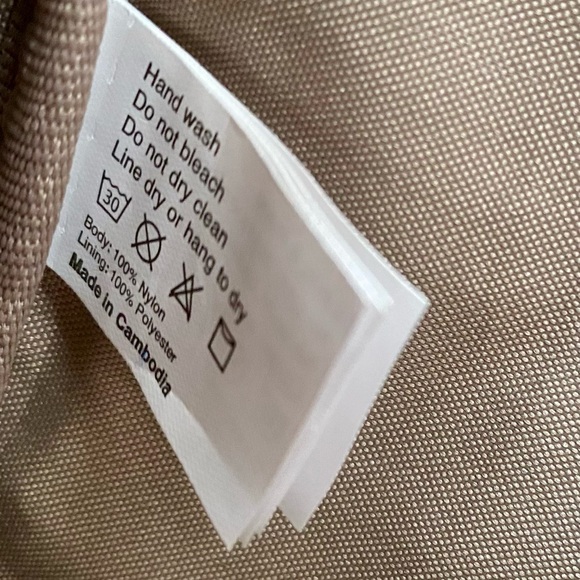 Hand wash
Do not bleach
Do not dry clean
Line dry or hang to dry
30
Body: 100% Nylon
Lining: 100% Polyester
Made in Cambodia